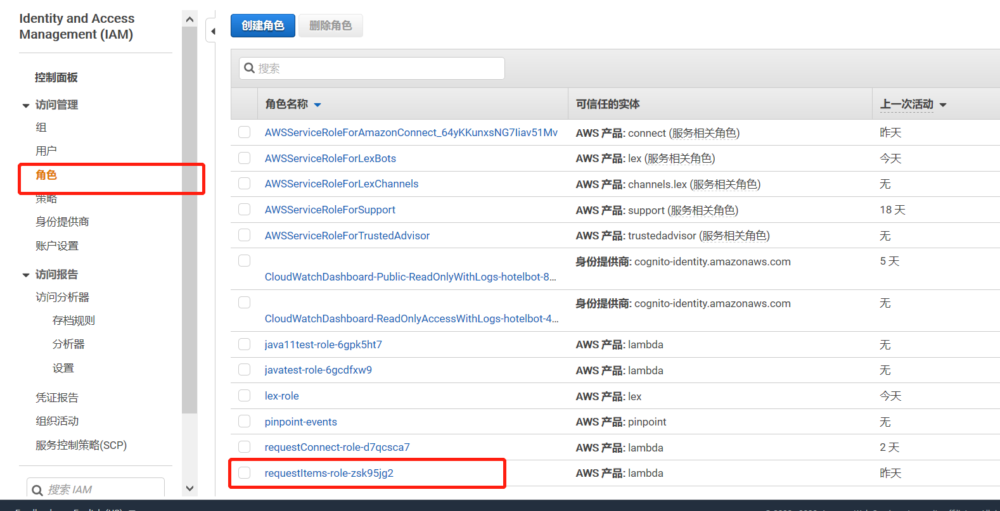 Identity and Access
Management (IAM)
控制面板
访问管理
组
用户
角色
策略
身份提供商
账户设置
访问报告
访问分析器
存档规则
分析器
设置
凭证报告
组织活动
服务控制策略(SCP)
搜索 IAM
创建角色 删除角色
搜索
角色名称 可信任的实体 上一次活动
AWSServiceRoleForAmazonConnect_64yKKunxsNG7Iiav51Mv AWS 产品: connect (服务相关角色) 昨天
AWSServiceRoleForLexBots AWS 产品: lex (服务相关角色) 今天
AWSServiceRoleForLexChannels AWS 产品: channels.lex (服务相关角色) 无
AWSServiceRoleForSupport AWS 产品: support (服务相关角色) 18 天
AWSServiceRoleForTrustedAdvisor AWS 产品: trustedadvisor (服务相关角色) 无
身份提供商: cognito-identity.amazonaws.com 5 天
CloudWatchDashboard-Public-ReadOnlyWithLogs-hotelbot-8...
身份提供商: cognito-identity.amazonaws.com 无
CloudWatchDashboard-ReadOnlyAccessWithLogs-hotelbot-4...
java11test-role-6gpk5ht7 AWS 产品: lambda 无
javatest-role-6gcdfxw9 AWS 产品: lambda 无
lex-role AWS 产品: lex 今天
pinpoint-events AWS 产品: pinpoint 无
requestConnect-role-d7qcsca7 AWS 产品: lambda 2 天
requestItems-role-zsk95jg2 AWS 产品: lambda 昨天